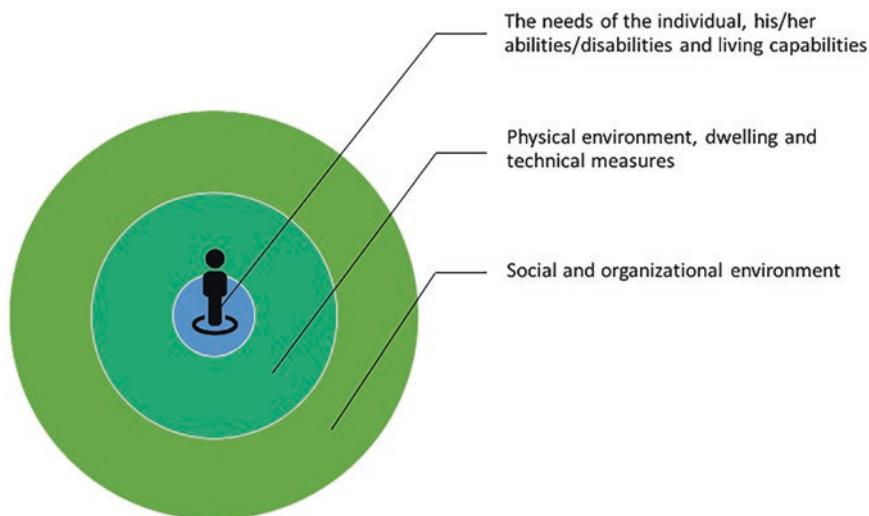 The needs of the individual, his/her
abilities/disabilities and living capabilities
Physical environment, dwelling and
technical measures
Social and organizational environment